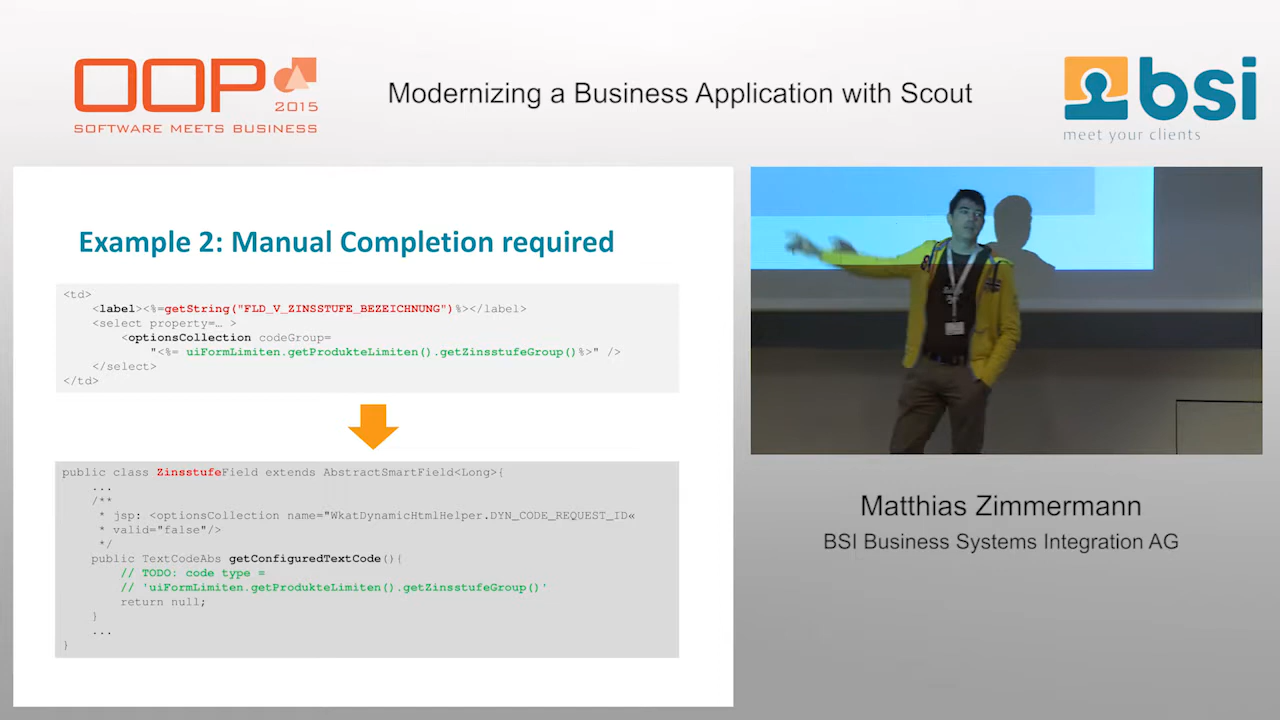 OOP
2015
SOFTWARE MEETS BUSINESS
Modernizing a Business Application with Scout
bsi
meet your clients
Example 2: Manual Completion required
<td>
<label><%=getString("FLD_V_ZINSSTUFE_BEZEICHNUNG")%></label>
<select property=… >
<optionsCollection codeGroup=
"<%= uiFormLimiten.getProdukteLimiten().getZinsstufeGroup()%>" />
</select>
</td>
public class ZinsstufeField extends AbstractSmartField<Long>{
...
/**
* jsp: <optionsCollection name="WkatDynamicHtmlHelper.DYN_CODE_REQUEST_ID«
* valid="false"/>
*/
public TextCodeAbs getConfiguredTextCode(){
// TODO: code type =
// 'uiFormLimiten.getProdukteLimiten().getZinsstufeGroup()'
return null;
}
...
}
Matthias Zimmermann
BSI Business Systems Integration AG